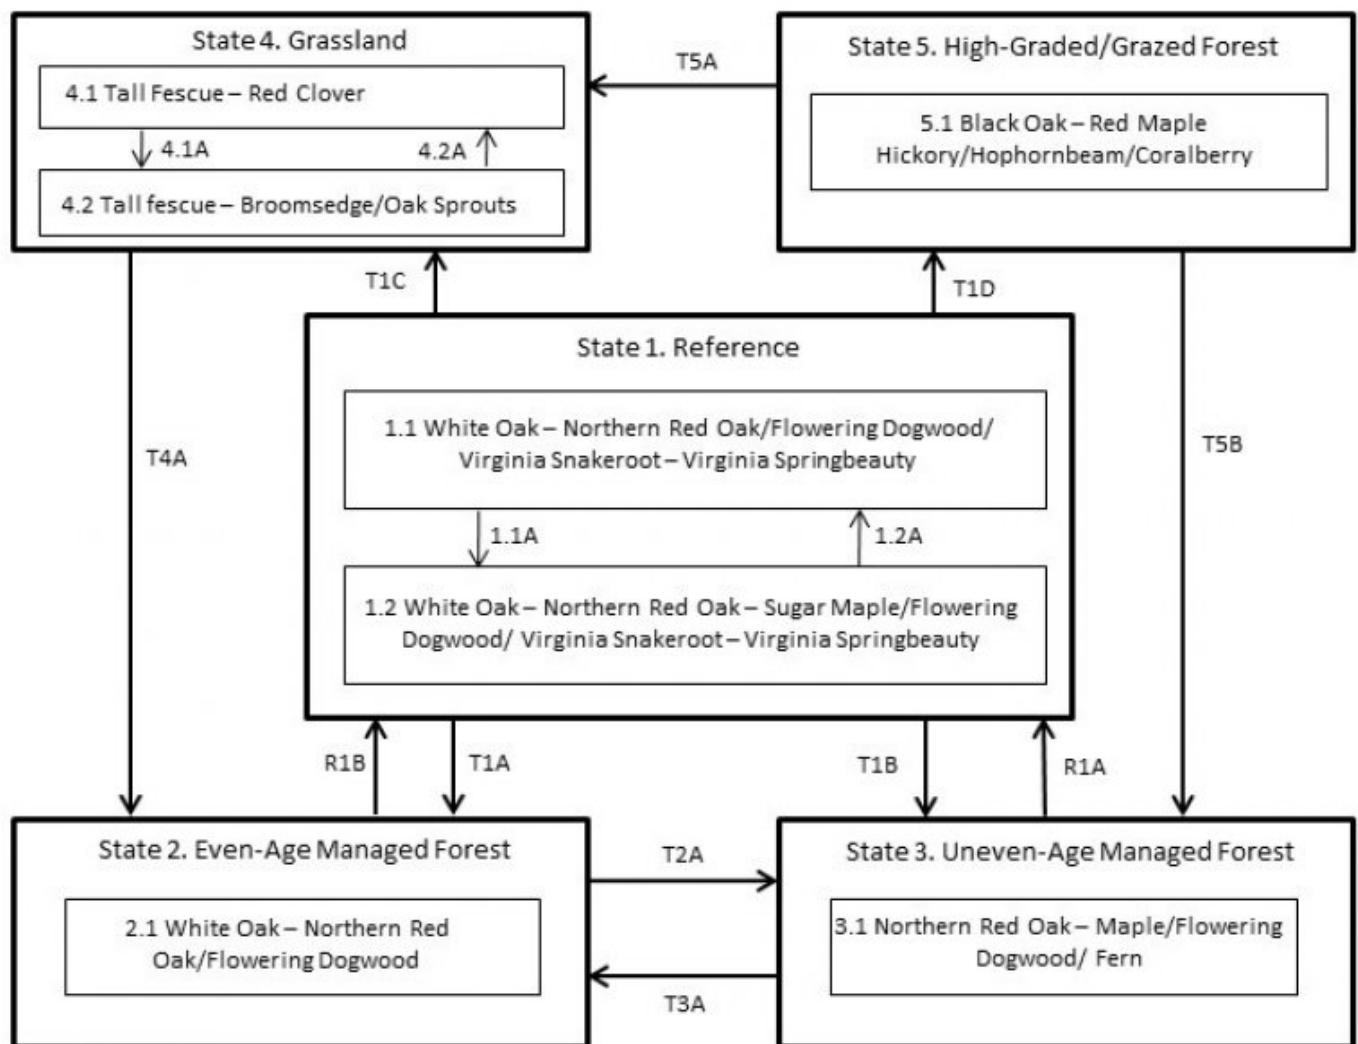 State 4. Grassland
4.1 Tall Fescue – Red Clover
4.1A
4.2A
4.2 Tall fescue – Broomsedge/Oak Sprouts
T5A
State 5. High-Graded/Grazed Forest
5.1 Black Oak – Red Maple
Hickory/Hophornbeam/Coralberry
T1C
T1D
State 1. Reference
1.1 White Oak – Northern Red Oak/Flowering Dogwood/
Virginia Snakeroot – Virginia Springbeauty
1.1A
1.2A
1.2 White Oak – Northern Red Oak – Sugar Maple/Flowering
Dogwood/ Virginia Snakeroot – Virginia Springbeauty
T4A
T5B
R1B
T1A
T1B
R1A
State 2. Even-Age Managed Forest
2.1 White Oak – Northern Red
Oak/Flowering Dogwood
T2A
T3A
State 3. Uneven-Age Managed Forest
3.1 Northern Red Oak – Maple/Flowering
Dogwood/ Fern